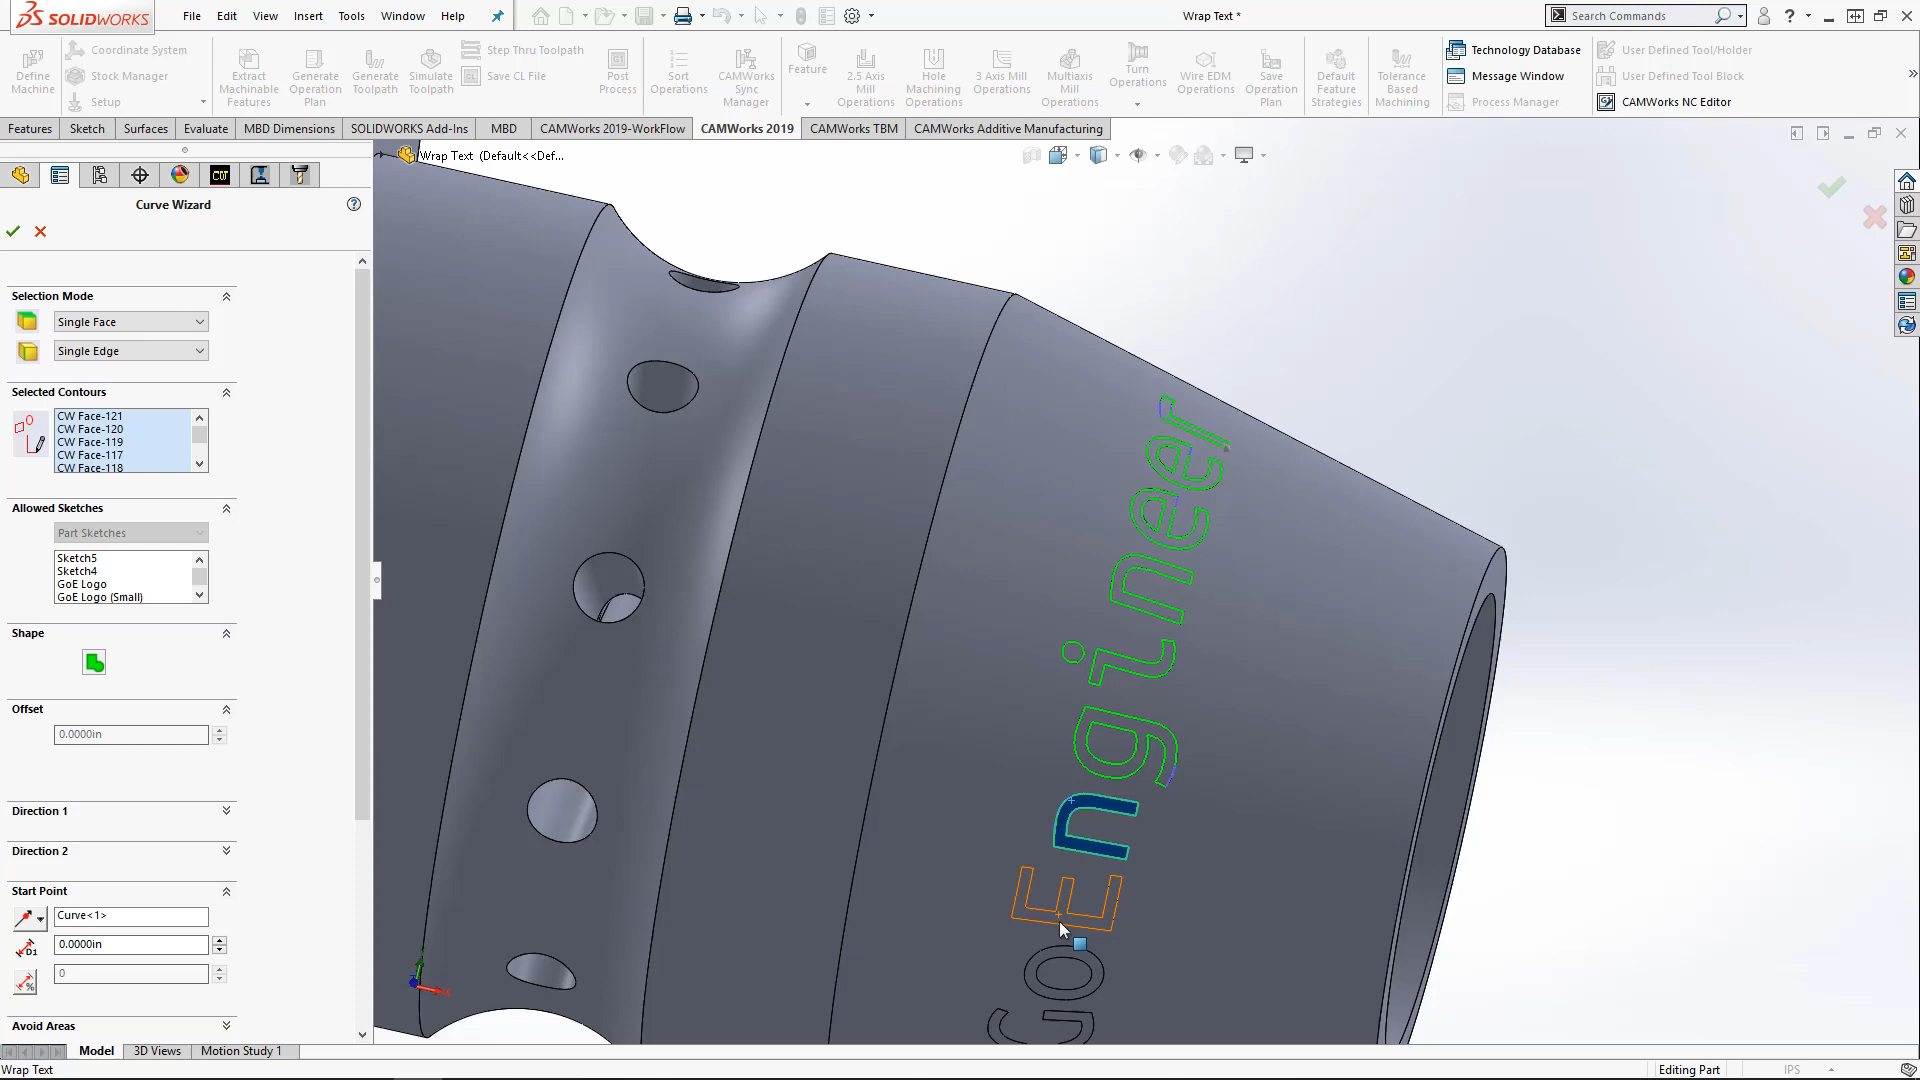 SOLIDWORKS
File Edit View Insert Tools Window Help
Wrap Text *
Search Commands
Define Machine
Coordinate System
Stock Manager
Setup
Extract Machinable Features
Generate Operation Plan
Generate Toolpath
Simulate Toolpath
Step Thru Toolpath
Save CL File
Post Process
Sort Operations
CAMWorks Sync Manager
Feature
2.5 Axis Mill Operations
Hole Machining Operations
3 Axis Mill Operations
Multiaxis Mill Operations
Turn Operations
Wire EDM Operations
Save Operation Plan
Default Feature Strategies
Tolerance Based Machining
Technology Database
Message Window
Process Manager
User Defined Tool/Holder
User Defined Tool Block
CAMWorks NC Editor
Features Sketch Surfaces Evaluate MBD Dimensions SOLIDWORKS Add-Ins MBD CAMWorks 2019-WorkFlow CAMWorks 2019 CAMWorks TBM CAMWorks Additive Manufacturing
Wrap Text (Default<<Def...
CW
Curve Wizard
Selection Mode
Single Face
Single Edge
Selected Contours
CW Face-121
CW Face-120
CW Face-119
CW Face-117
CW Face-118
Allowed Sketches
Part Sketches
Sketch5
Sketch4
GoE Logo
GoE Logo (Small)
Shape
Offset
0.0000in
Direction 1
Direction 2
Start Point
Curve<1>
D1
0.0000in
%
0
Avoid Areas
GoEngineer
Model 3D Views Motion Study 1
Wrap Text
Editing Part
IPS